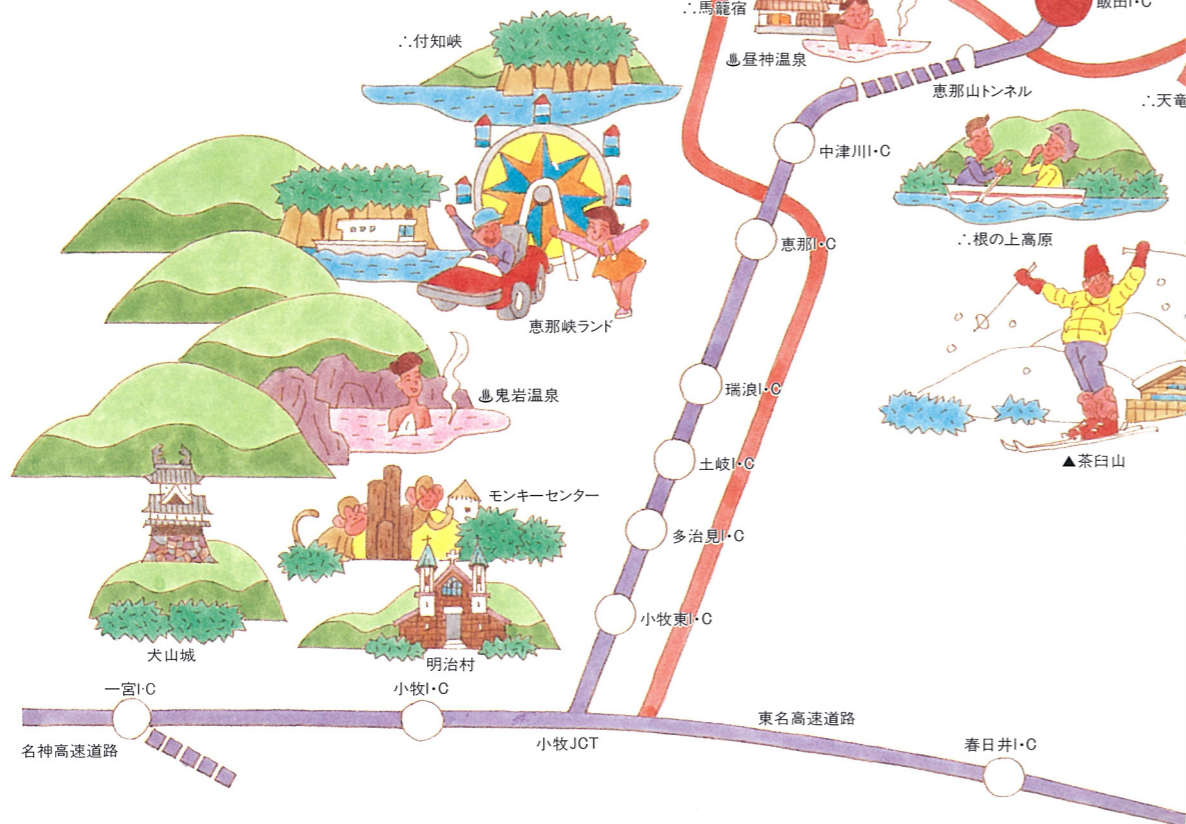 ∴馬籠宿
飯田I・C
∴付知峡
♨昼神温泉
恵那山トンネル
∴天竜
中津川I・C
恵那I・C
∴根の上高原
恵那峡ランド
瑞浪I・C
♨鬼岩温泉
土岐I・C
▲茶臼山
モンキーセンター
多治見I・C
小牧東I・C
犬山城
明治村
一宮I・C
小牧I・C
東名高速道路
名神高速道路
小牧JCT
春日井I・C